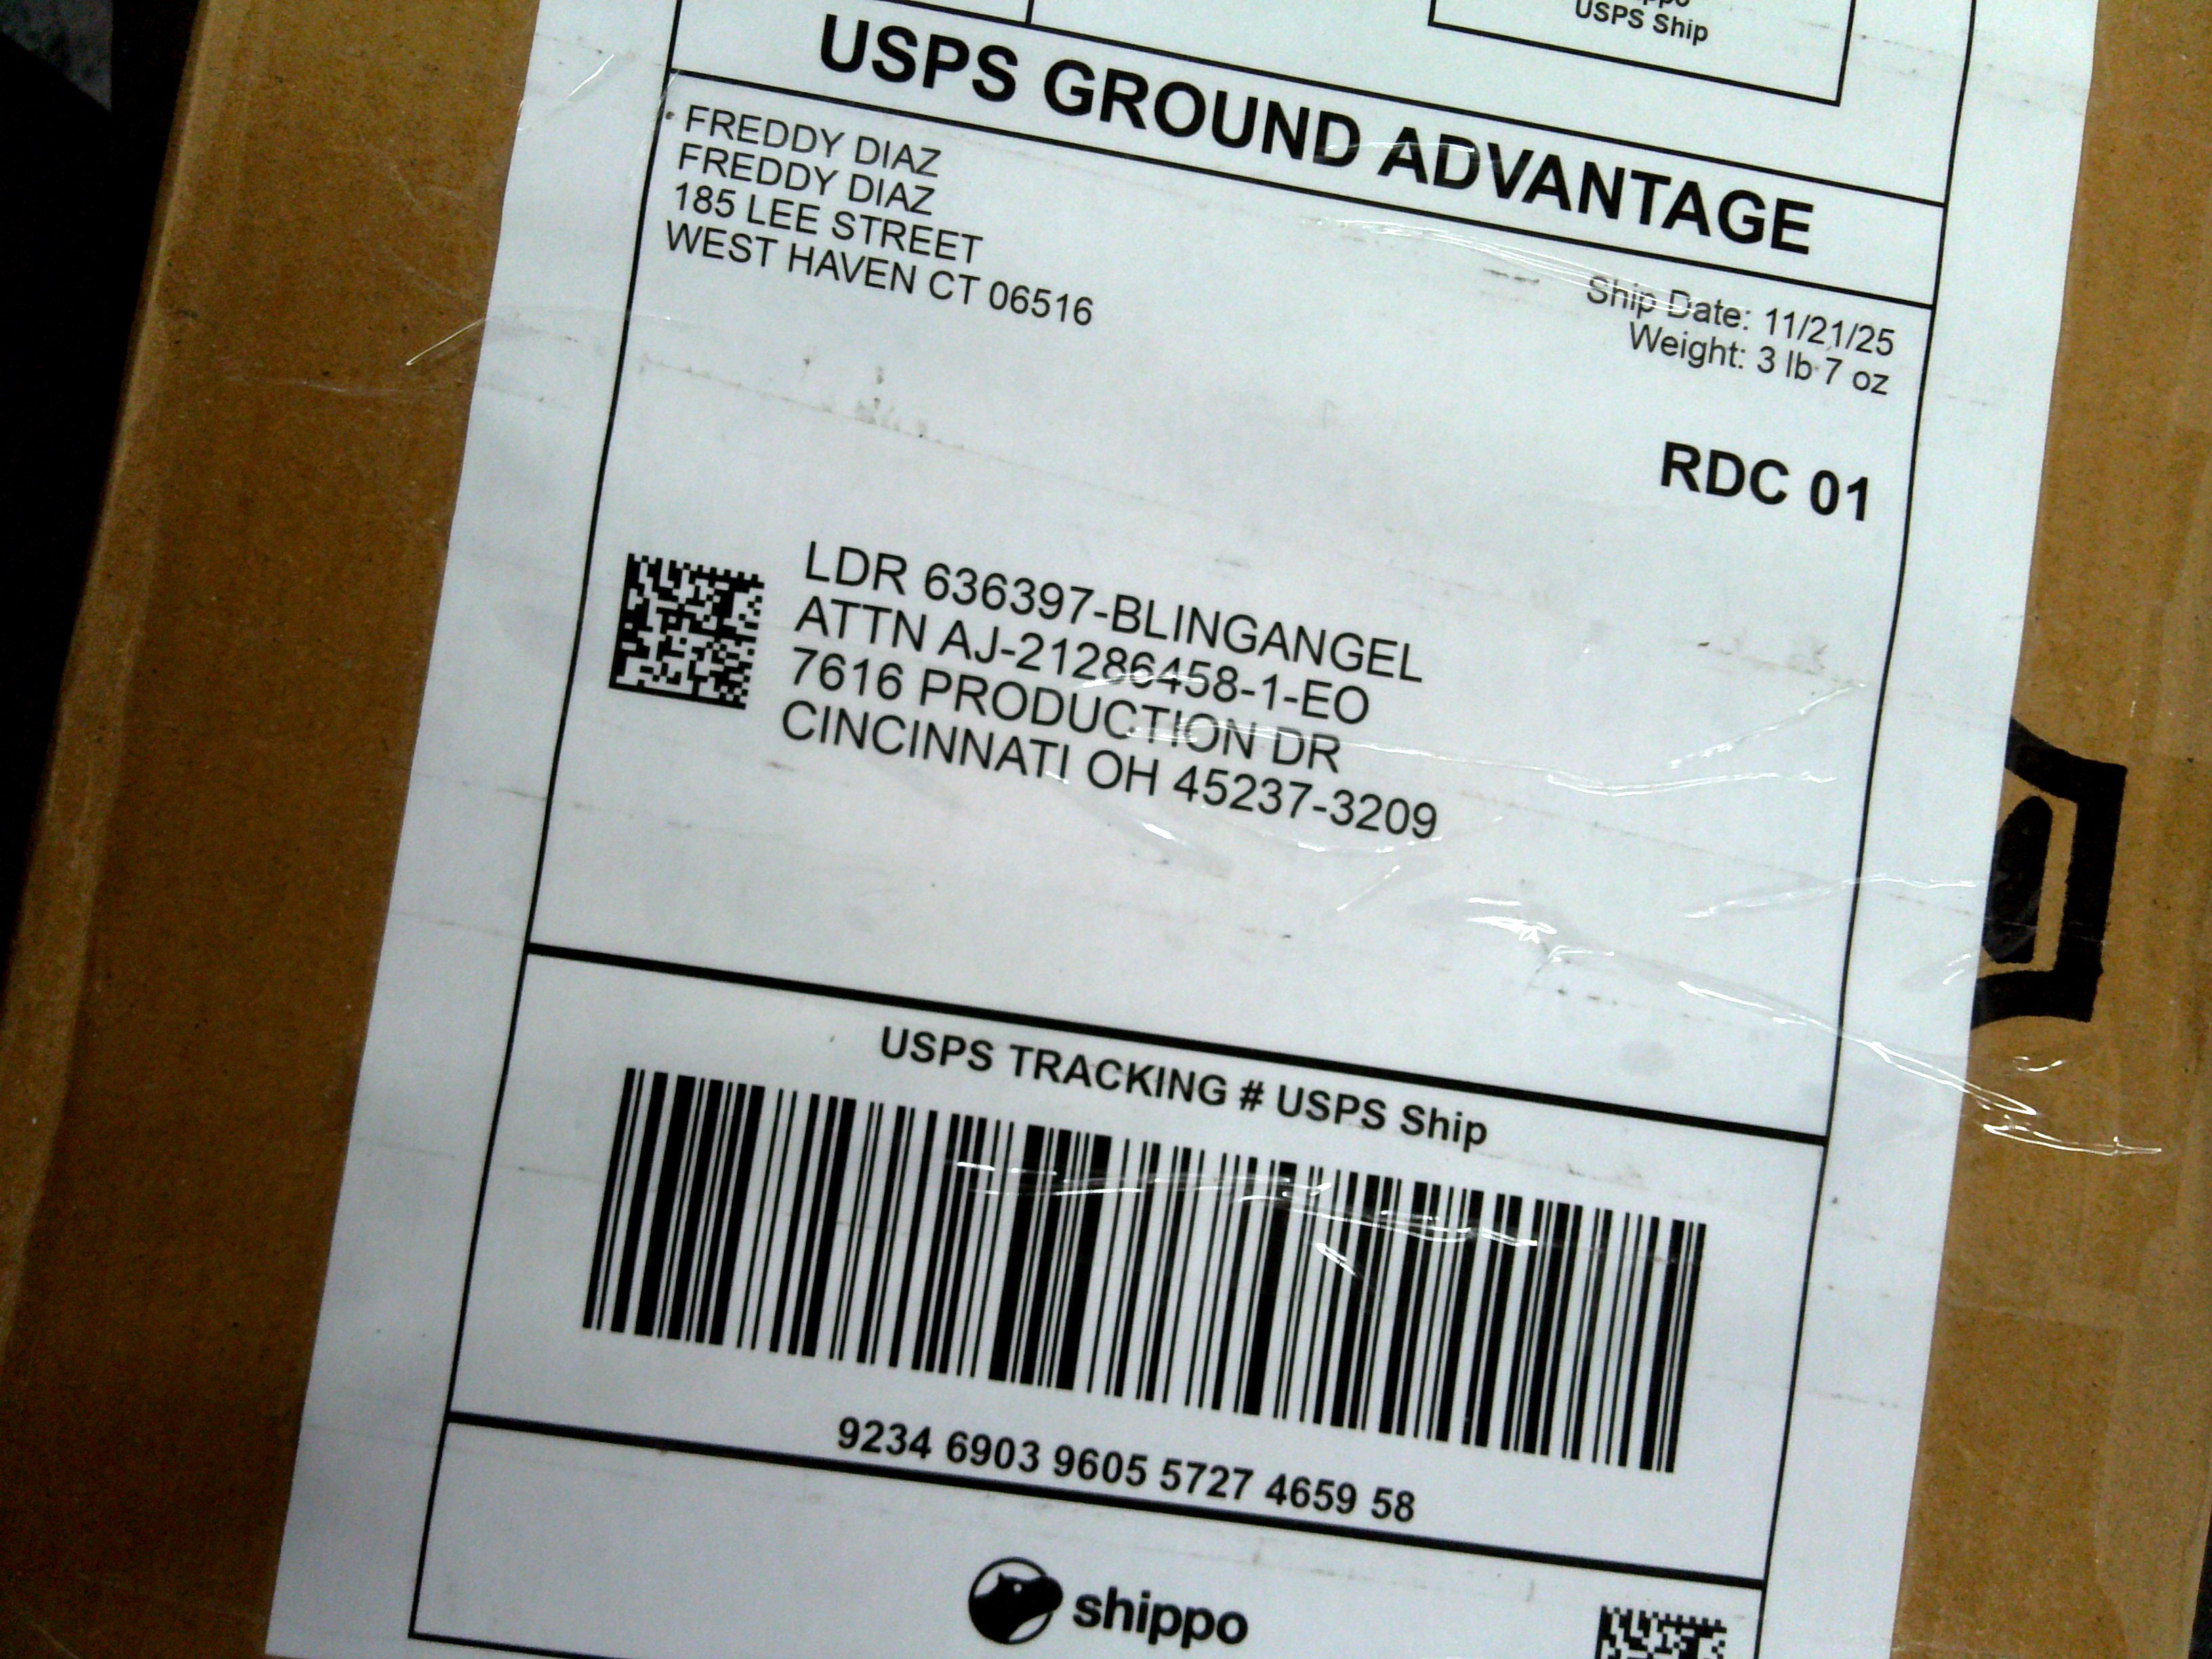 USPS Ship
USPS GROUND ADVANTAGE
FREDDY DIAZ
FREDDY DIAZ
185 LEE STREET
WEST HAVEN CT 06516
Ship Date: 11/21/25
Weight: 3 lb 7 oz
RDC 01
LDR 636397-BLINGANGEL
ATTN AJ-21286458-1-EO
7616 PRODUCTION DR
CINCINNATI OH 45237-3209
USPS TRACKING # USPS Ship
9234 6903 9605 5727 4659 58
shippo